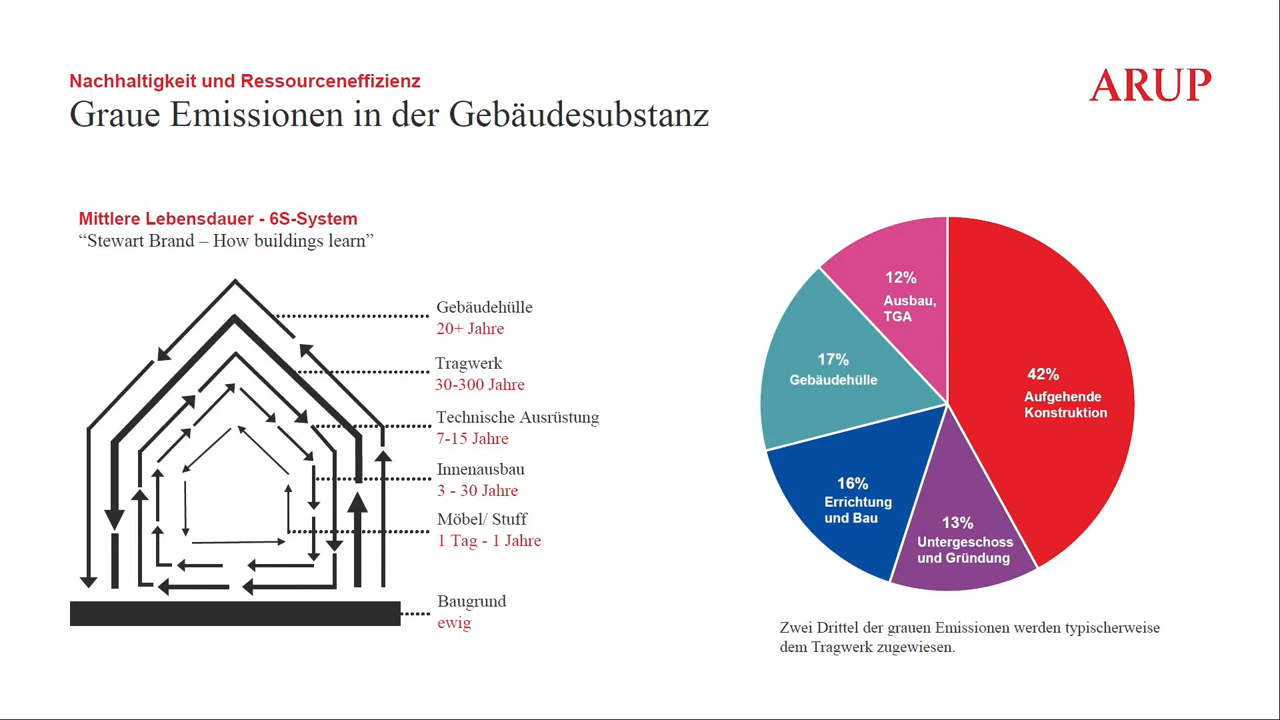 Nachhaltigkeit und Ressourceneffizienz
Graue Emissionen in der Gebäudesubstanz
ARUP
Mittlere Lebensdauer - 6S-System
“Stewart Brand – How buildings learn”
Gebäudehülle
20+ Jahre
Tragwerk
30-300 Jahre
Technische Ausrüstung
7-15 Jahre
Innenausbau
3 - 30 Jahre
Möbel/ Stuff
1 Tag - 1 Jahre
Baugrund
ewig
12%
Ausbau,
TGA
42%
Aufgehende
Konstruktion
17%
Gebäudehülle
16%
Errichtung
und Bau
13%
Untergeschoss
und Gründung
Zwei Drittel der grauen Emissionen werden typischerweise
dem Tragwerk zugewiesen.